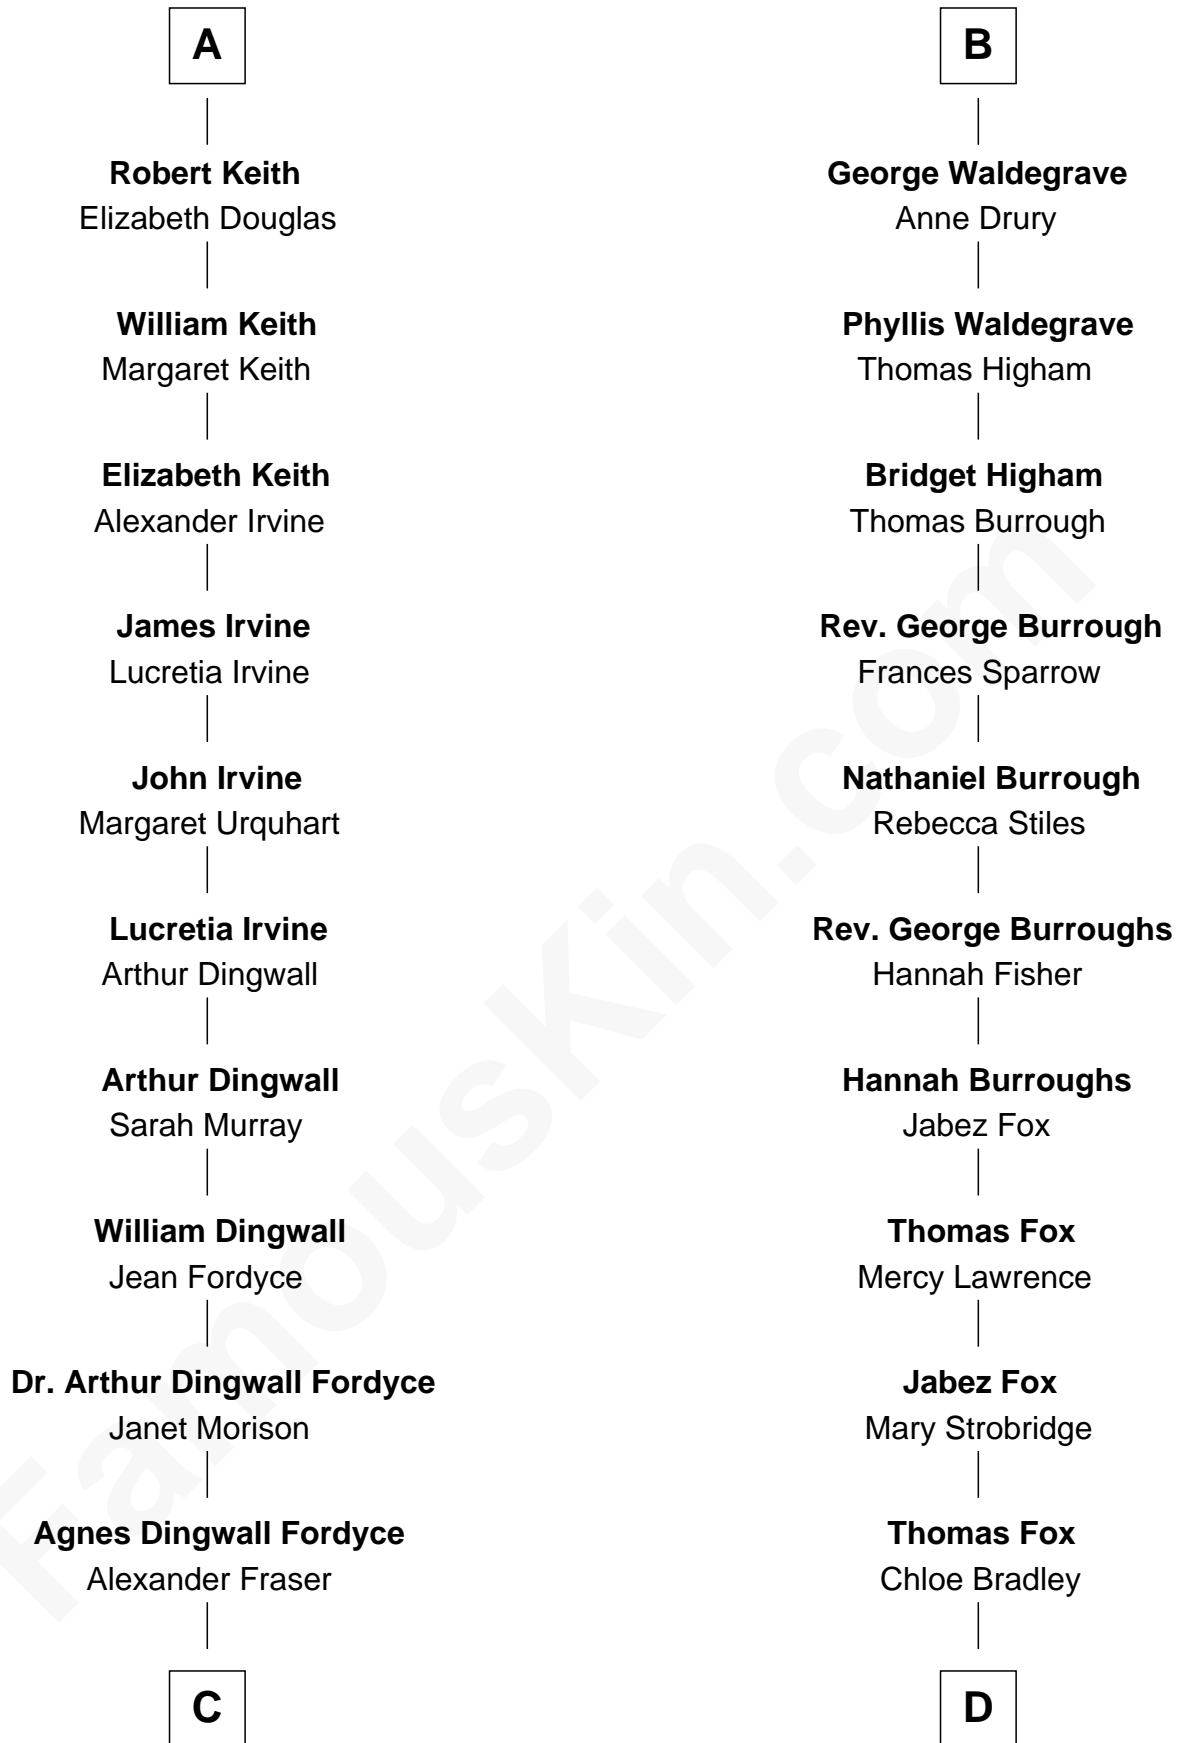 A
B
Robert Keith
Elizabeth Douglas
George Waldegrave
Anne Drury
William Keith
Margaret Keith
Phyllis Waldegrave
Thomas Higham
Elizabeth Keith
Alexander Irvine
Bridget Higham
Thomas Burrough
James Irvine
Lucretia Irvine
Rev. George Burrough
Frances Sparrow
John Irvine
Margaret Urquhart
Nathaniel Burrough
Rebecca Stiles
Lucretia Irvine
Arthur Dingwall
Rev. George Burroughs
Hannah Fisher
Arthur Dingwall
Sarah Murray
Hannah Burroughs
Jabez Fox
William Dingwall
Jean Fordyce
Thomas Fox
Mercy Lawrence
Dr. Arthur Dingwall Fordyce
Janet Morison
Jabez Fox
Mary Strobridge
Agnes Dingwall Fordyce
Alexander Fraser
Thomas Fox
Chloe Bradley
C
D
FamousKin.com